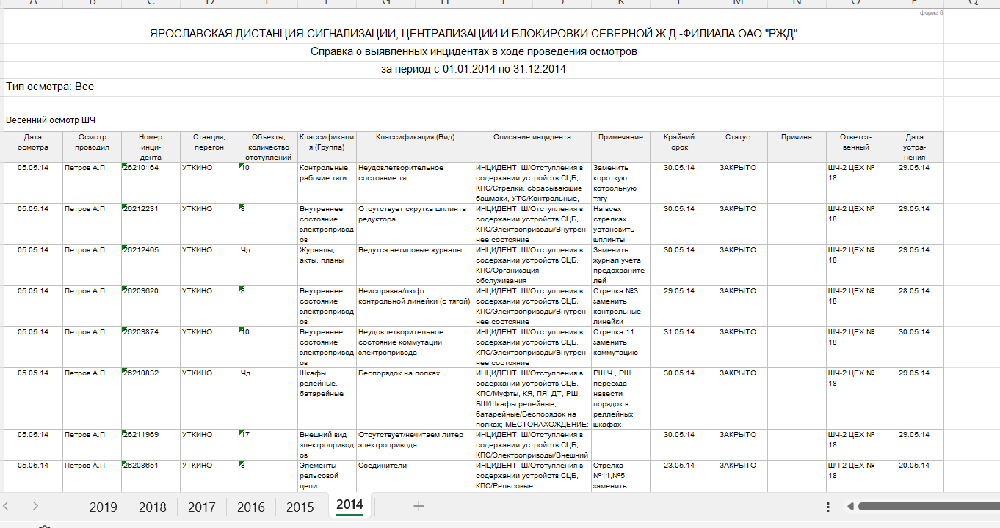 A B C D E F G H I J K L M N O P Q
форма 8
ЯРОСЛАВСКАЯ ДИСТАНЦИЯ СИГНАЛИЗАЦИИ, ЦЕНТРАЛИЗАЦИИ И БЛОКИРОВКИ СЕВЕРНОЙ Ж.Д.-ФИЛИАЛА ОАО "РЖД"
Справка о выявленных инцидентах в ходе проведения осмотров
за период с 01.01.2014 по 31.12.2014
Тип осмотра: Все
Весенний осмотр ШЧ
Дата
осмотра
Осмотр
проводил
Номер
инци-
дента
Станция,
перегон
Объекты,
количество
отступлений
Классификаци
я (Группа)
Классификация (Вид)
Описание инцидента
Примечание
Крайний
срок
Статус
Причина
Ответст-
венный
Дата
устра-
нения
05.05.14
Петров А.П.
26210164
УТКИНО
10
Контрольные,
рабочие тяги
Неудовлетворительное
состояние тяг
ИНЦИДЕНТ: Ш/Отступления в
содержании устройств СЦБ,
КПС/Стрелки, сбрасывающие
башмаки, УТС/Контрольные,
Заменить
короткую
котрольную
тягу
30.05.14
ЗАКРЫТО
ШЧ-2 ЦЕХ №
18
29.05.14
05.05.14
Петров А.П.
26212231
УТКИНО
8
Внутреннее
состояние
электропривод
ов
Отсутствует скрутка шплинта
редуктора
ИНЦИДЕНТ: Ш/Отступления в
содержании устройств СЦБ,
КПС/Электроприводы/Внутрен
нее состояние
На всех
стрелках
установить
шплинты
30.05.14
ЗАКРЫТО
ШЧ-2 ЦЕХ №
18
29.05.14
05.05.14
Петров А.П.
26212465
УТКИНО
Чд
Журналы,
акты, планы
Ведутся нетиповые журналы
ИНЦИДЕНТ: Ш/Отступления в
содержании устройств СЦБ,
КПС/Организация
обслуживания
Заменить
журнал учета
предохраните
лей
30.05.14
ЗАКРЫТО
ШЧ-2 ЦЕХ №
18
29.05.14
05.05.14
Петров А.П.
26209620
УТКИНО
8
Внутреннее
состояние
электропривод
ов
Неисправна/люфт
контрольной линейки (с тягой)
ИНЦИДЕНТ: Ш/Отступления в
содержании устройств СЦБ,
КПС/Электроприводы/Внутрен
нее состояние
Стрелка №3
заменить
контрольные
линейки
29.05.14
ЗАКРЫТО
ШЧ-2 ЦЕХ №
18
28.05.14
05.05.14
Петров А.П.
26209874
УТКИНО
10
Внутреннее
состояние
электропривод
ов
Неудовлетворительное
состояние коммутации
электропривода
ИНЦИДЕНТ: Ш/Отступления в
содержании устройств СЦБ,
КПС/Электроприводы/Внутрен
нее состояние
Стрелка 11
заменить
коммутацию
31.05.14
ЗАКРЫТО
ШЧ-2 ЦЕХ №
18
30.05.14
05.05.14
Петров А.П.
26210832
УТКИНО
Чд
Шкафы
релейные,
батарейные
Беспорядок на полках
ИНЦИДЕНТ: Ш/Отступления в
содержании устройств СЦБ,
КПС/Муфты, КЯ, ПЯ, ДТ, РШ,
БШ/Шкафы релейные,
батарейные/Беспорядок на
полках; МЕСТОНАХОЖДЕНИЕ:
РШ Ч , РШ
переезда
навести
порядок в
реллейных
шкафах
30.05.14
ЗАКРЫТО
ШЧ-2 ЦЕХ №
18
29.05.14
05.05.14
Петров А.П.
26211969
УТКИНО
17
Внешний вид
электропривод
ов
Отсутствует/нечитаем литер
электропривода
ИНЦИДЕНТ: Ш/Отступления в
содержании устройств СЦБ,
КПС/Электроприводы/Внешний
30.05.14
ЗАКРЫТО
ШЧ-2 ЦЕХ №
18
29.05.14
05.05.14
Петров А.П.
26208651
УТКИНО
8
Элементы
рельсовой
цепи
Соединители
ИНЦИДЕНТ: Ш/Отступления в
содержании устройств СЦБ,
КПС/Рельсовые
Стрелка
№11,№5
заменить
23.05.14
ЗАКРЫТО
ШЧ-2 ЦЕХ №
18
20.05.14
2019 2018 2017 2016 2015 2014